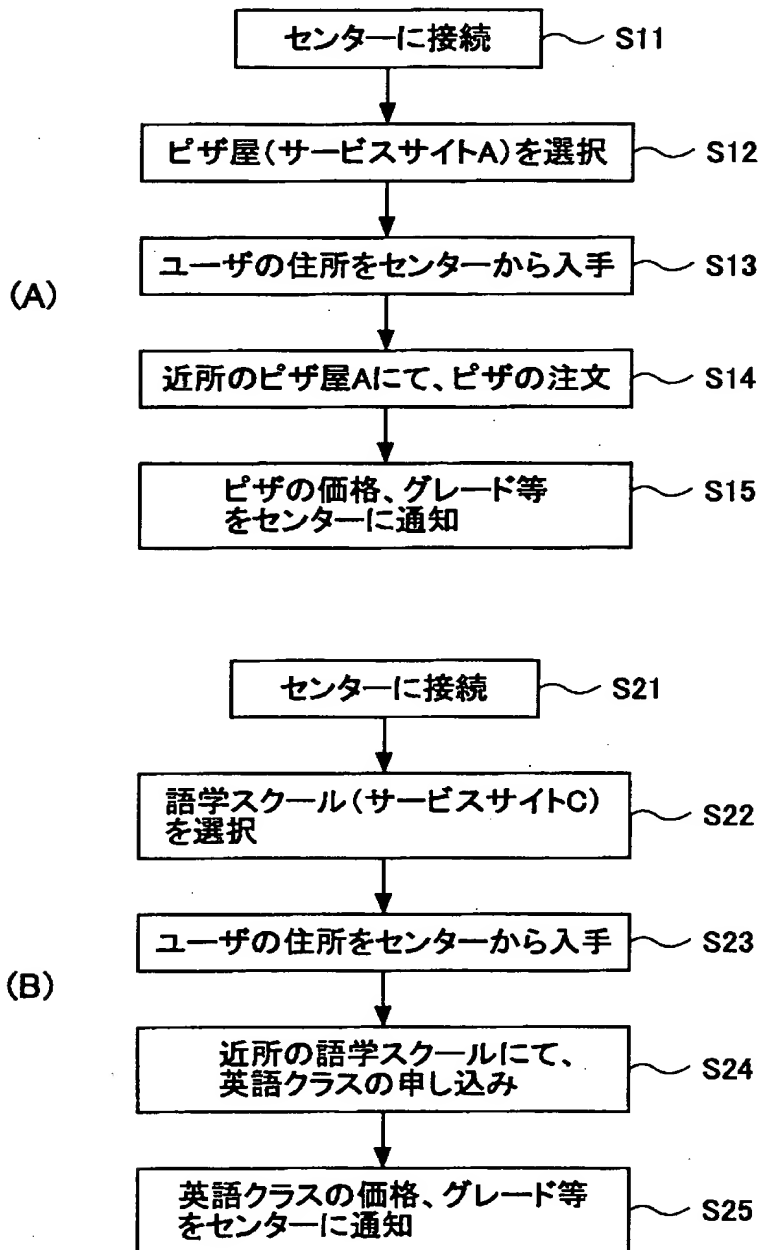 センターに接続 S11
ピザ屋(サービスサイトA)を選択 S12
ユーザの住所をセンターから入手 S13
(A)
近所のピザ屋Aにて、ピザの注文 S14
ピザの価格、グレード等 S15
をセンターに通知
センターに接続 S21
語学スクール(サービスサイトC) S22
を選択
ユーザの住所をセンターから入手 S23
(B)
近所の語学スクールにて、 S24
英語クラスの申し込み
英語クラスの価格、グレード等 S25
をセンターに通知